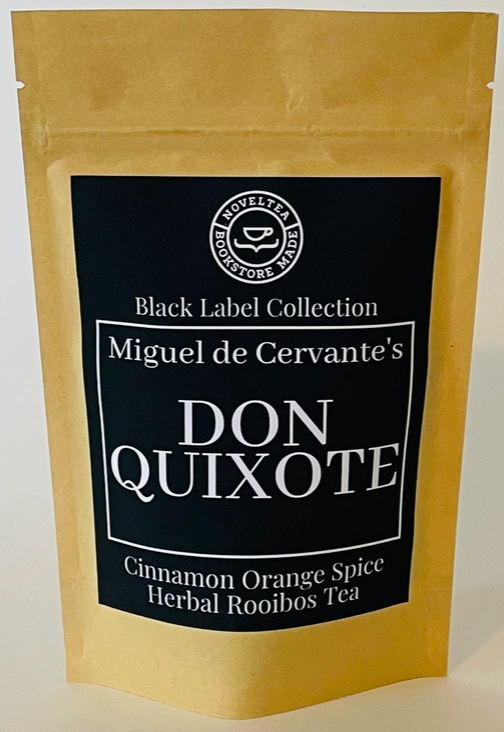 NOVELTEA
BOOKSTORE MADE
Black Label Collection
Miguel de Cervante's
DON
QUIXOTE
Cinnamon Orange Spice
Herbal Rooibos Tea